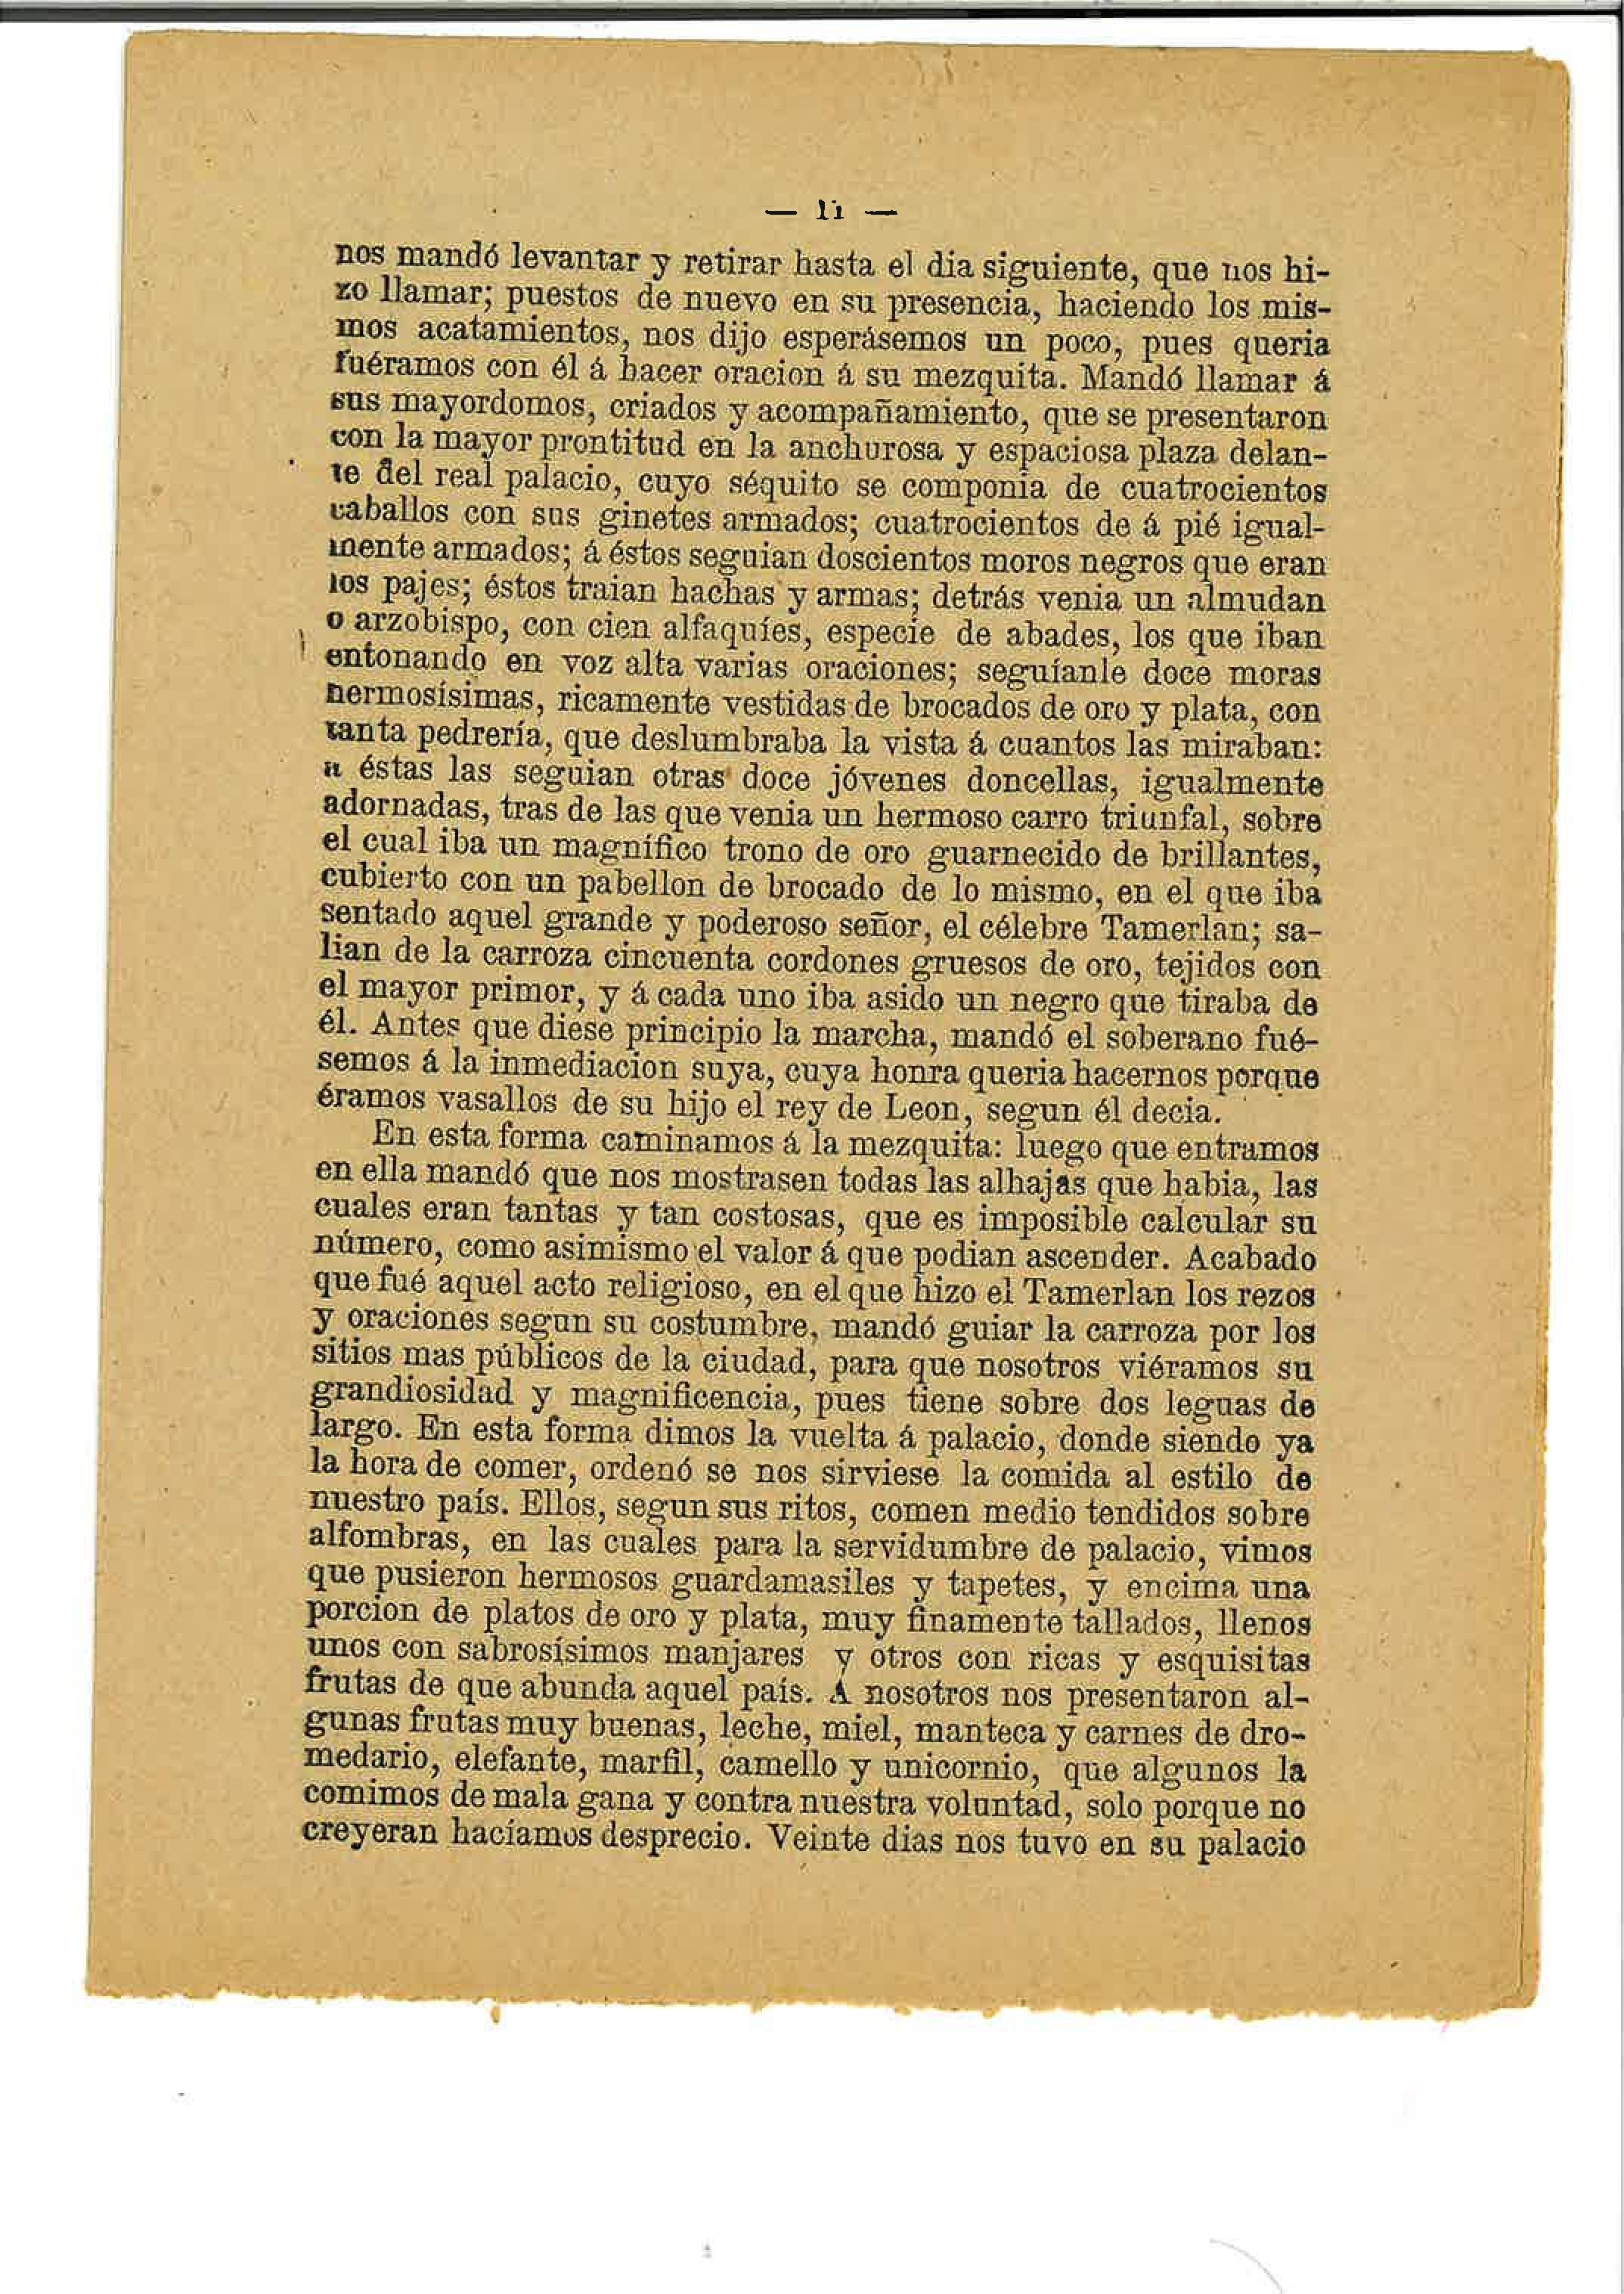 — 11 —
nos mandó levantar y retirar hasta el dia siguiente, que nos hi-
zo llamar; puestos de nuevo en su presencia, haciendo los mis-
mos acatamientos, nos dijo esperásemos un poco, pues queria
fuéramos con él á hacer oracion á su mezquita. Mandó llamar á
sus mayordomos, criados y acompañamiento, que se presentaron
con la mayor prontitud en la anchurosa y espaciosa plaza delan-
te del real palacio, cuyo séquito se componia de cuatrocientos
caballos con sus ginetes armados; cuatrocientos de á pié igual-
mente armados; á éstos seguian doscientos moros negros que eran
los pajes; éstos traian hachas y armas; detrás venia un almudan
o arzobispo, con cien alfaquíes, especie de abades, los que iban
entonando en voz alta varias oraciones; seguíanle doce moras
hermosísimas, ricamente vestidas de brocados de oro y plata, con
tanta pedrería, que deslumbraba la vista á cuantos las miraban:
a éstas las seguian otras doce jóvenes doncellas, igualmente
adornadas, tras de las que venia un hermoso carro triunfal, sobre
el cual iba un magnífico trono de oro guarnecido de brillantes,
cubierto con un pabellon de brocado de lo mismo, en el que iba
sentado aquel grande y poderoso señor, el célebre Tamerlan; sa-
lian de la carroza cincuenta cordones gruesos de oro, tejidos con
el mayor primor, y á cada uno iba asido un negro que tiraba de
él. Antes que diese principio la marcha, mandó el soberano fué-
semos á la inmediacion suya, cuya honra queria hacernos porque
éramos vasallos de su hijo el rey de Leon, segun él decia.
En esta forma caminamos á la mezquita: luego que entramos
en ella mandó que nos mostrasen todas las alhajas que habia, las
cuales eran tantas y tan costosas, que es imposible calcular su
número, como asimismo el valor á que podian ascender. Acabado
que fué aquel acto religioso, en el que hizo el Tamerlan los rezos
y oraciones segun su costumbre, mandó guiar la carroza por los
sitios mas públicos de la ciudad, para que nosotros viéramos su
grandiosidad y magnificencia, pues tiene sobre dos leguas de
largo. En esta forma dimos la vuelta á palacio, donde siendo ya
la hora de comer, ordenó se nos sirviese la comida al estilo de
nuestro país. Ellos, segun sus ritos, comen medio tendidos sobre
alfombras, en las cuales para la servidumbre de palacio, vimos
que pusieron hermosos guardamasiles y tapetes, y encima una
porcion de platos de oro y plata, muy finamente tallados, llenos
unos con sabrosísimos manjares y otros con ricas y esquisitas
frutas de que abunda aquel país. A nosotros nos presentaron al-
gunas frutas muy buenas, leche, miel, manteca y carnes de dro-
medario, elefante, marfil, camello y unicornio, que algunos la
comimos de mala gana y contra nuestra voluntad, solo porque no
creyeran hacíamos desprecio. Veinte dias nos tuvo en su palacio